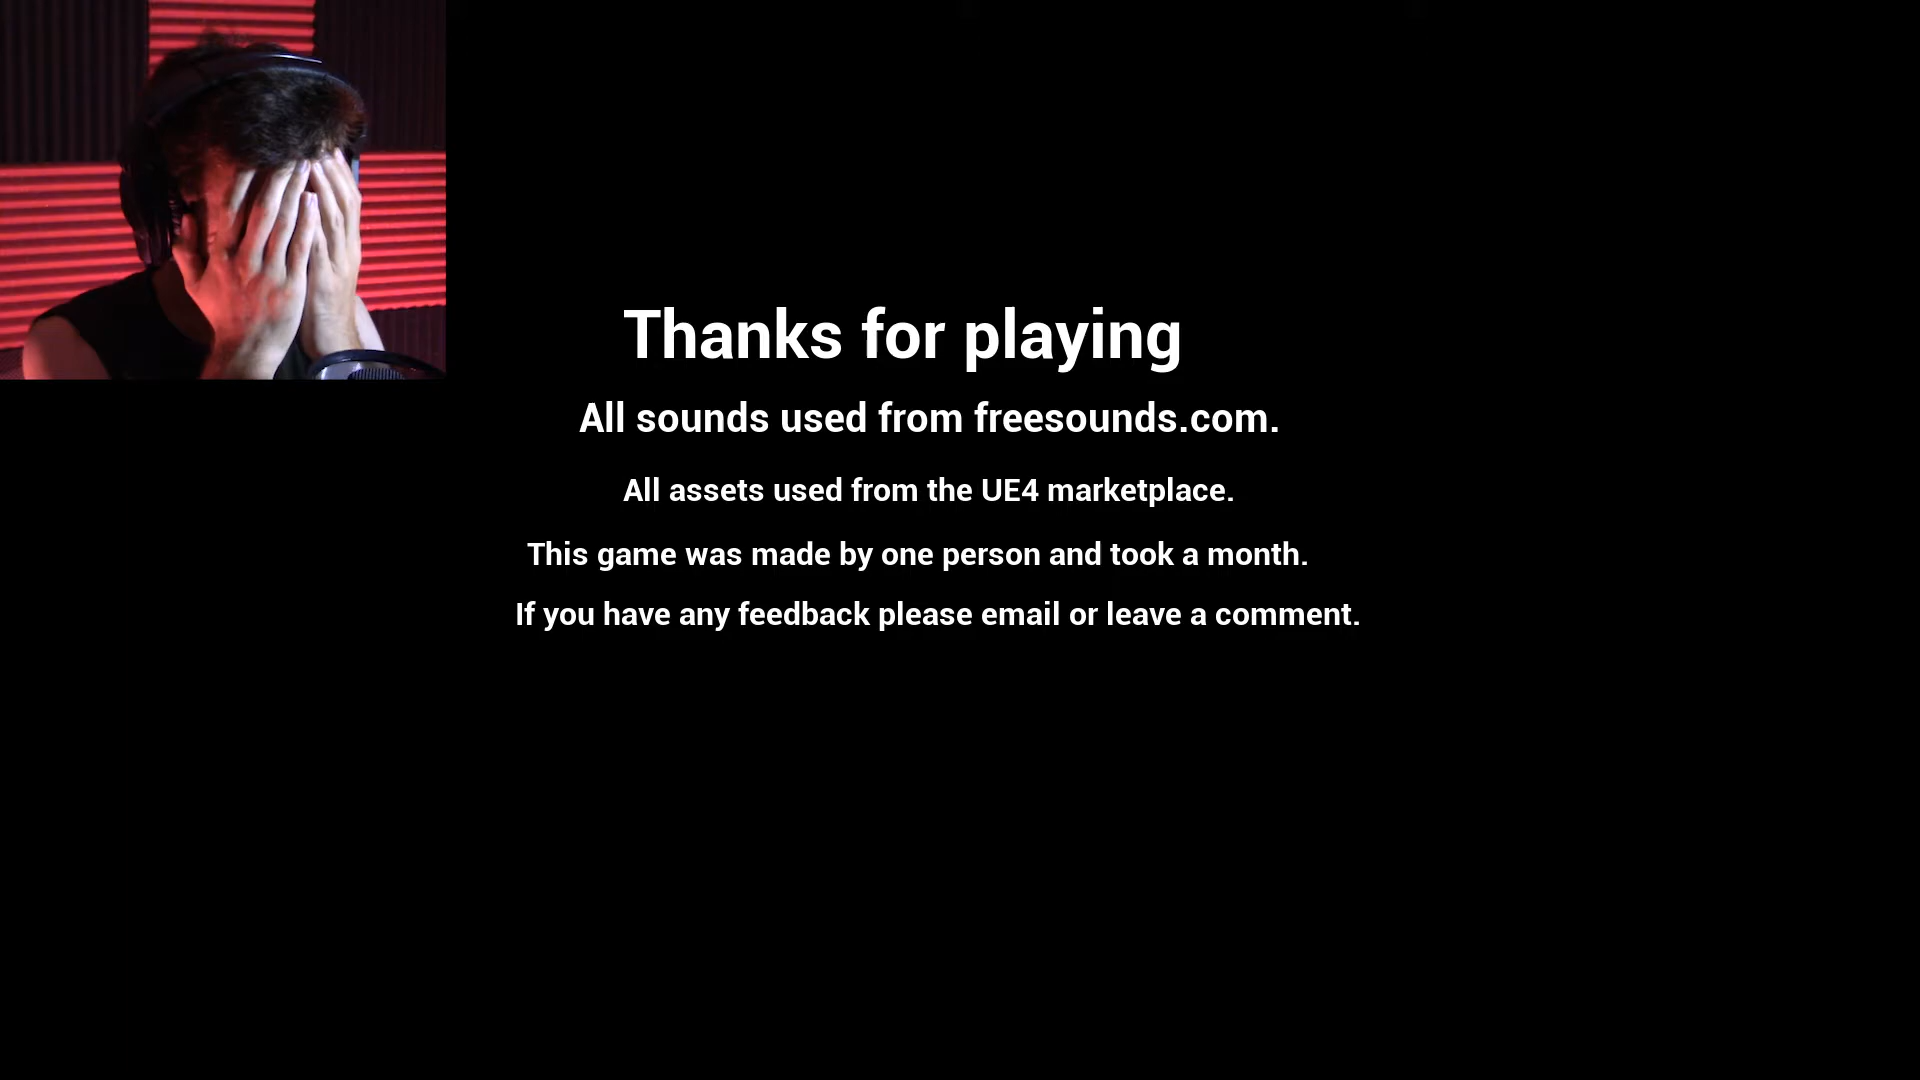 Thanks for playing
All sounds used from freesounds.com.
All assets used from the UE4 marketplace.
This game was made by one person and took a month.
If you have any feedback please email or leave a comment.